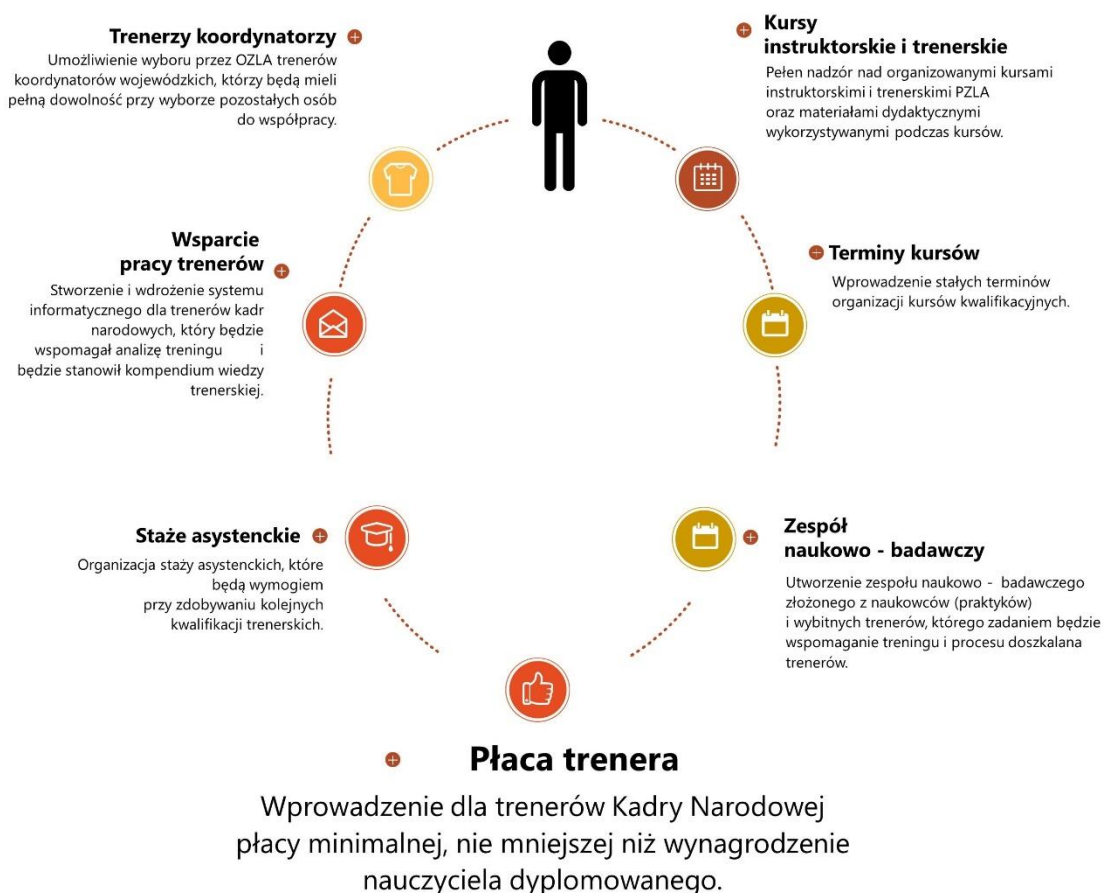 Trenerzy koordynatorzy
Umożliwienie wyboru przez OZLA trenerów
koordynatorów wojewódzkich, którzy będą mieli
pełną dowolność przy wyborze pozostałych osób
do współpracy.
Kursy
instruktorskie i trenerskie
Pełen nadzór nad organizowanymi kursami
instruktorskimi i trenerskimi PZLA
oraz materiałami dydaktycznymi
wykorzystywanymi podczas kursów.
Wsparcie
pracy trenerów
Stworzenie i wdrożenie systemu
informatycznego dla trenerów kadr
narodowych, który będzie
wspomagał analizę treningu i
będzie stanowił kompendium wiedzy
trenerskiej.
Terminy kursów
Wprowadzenie stałych terminów
organizacji kursów kwalifikacyjnych.
Staże asystenckie
Organizacja staży asystenckich, które
będą wymogiem
przy zdobywaniu kolejnych
kwalifikacji trenerskich.
Zespół
naukowo - badawczy
Utworzenie zespołu naukowo - badawczego
złożonego z naukowców (praktyków)
i wybitnych trenerów, którego zadaniem będzie
wspomaganie treningu i procesu doszkalana
trenerów.
Płaca trenera
Wprowadzenie dla trenerów Kadry Narodowej
płacy minimalnej, nie mniejszej niż wynagrodzenie
nauczyciela dyplomowanego.